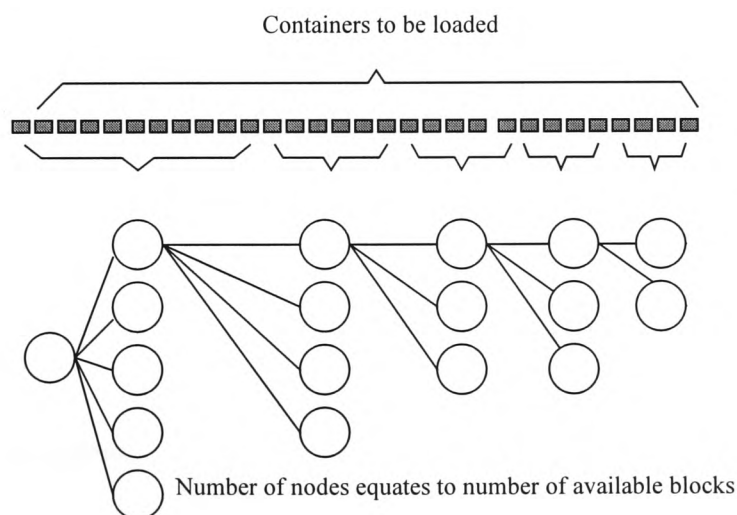 Containers to be loaded
Number of nodes equates to number of available blocks